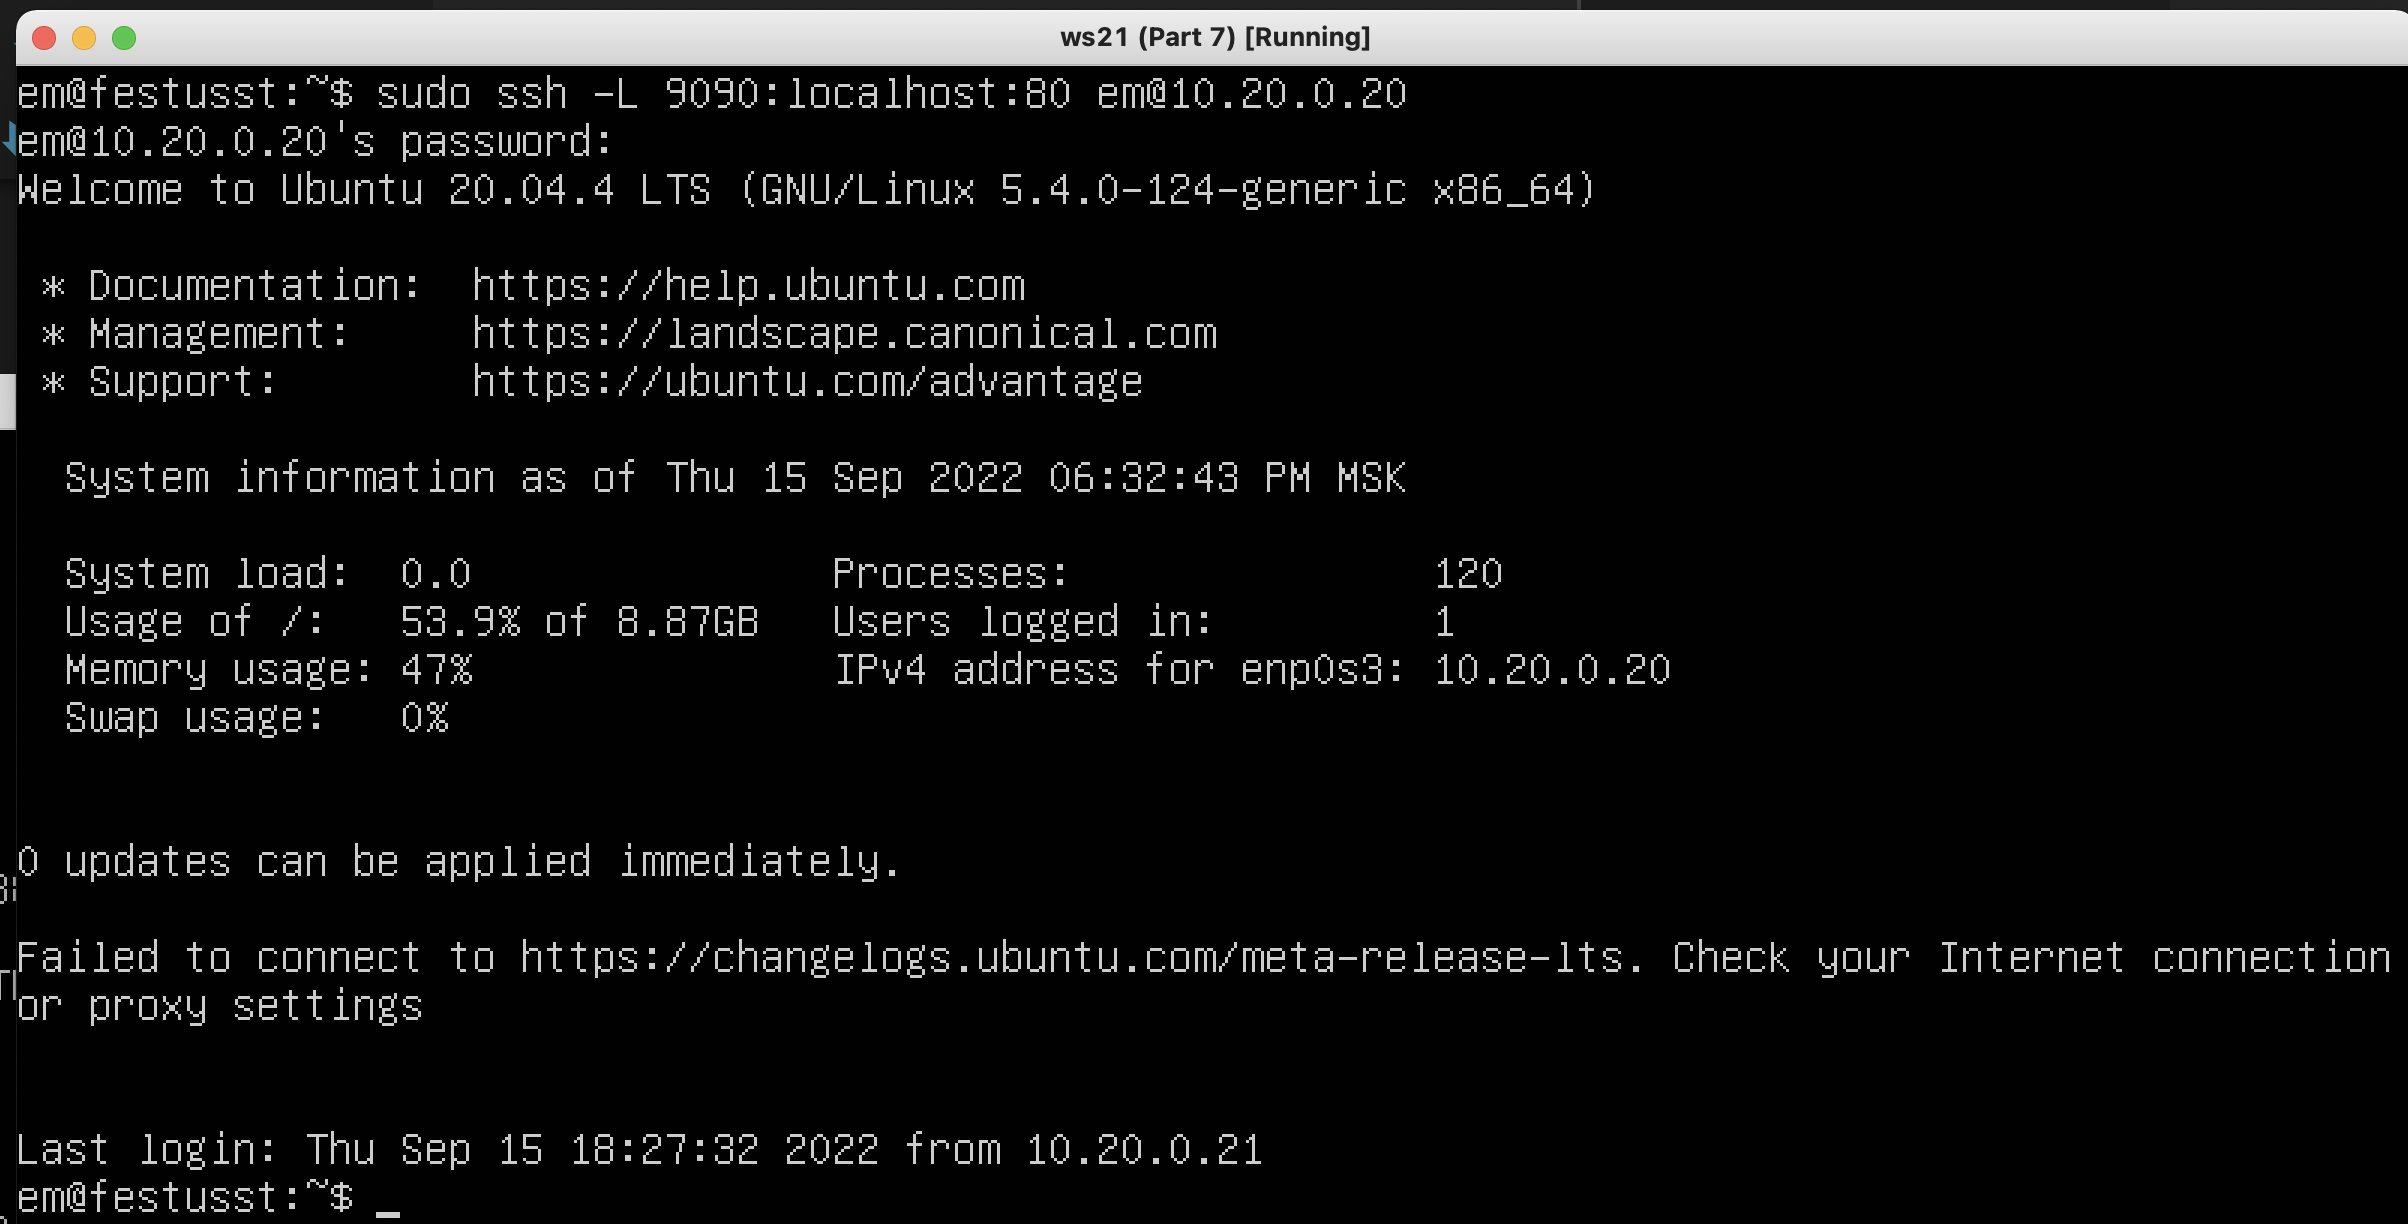 ws21 (Part 7) [Running]
em@festusst:~$ sudo ssh -L 9090:localhost:80 em@10.20.0.20
em@10.20.0.20's password:
Welcome to Ubuntu 20.04.4 LTS (GNU/Linux 5.4.0-124-generic x86_64)
* Documentation:  https://help.ubuntu.com
* Management:     https://landscape.canonical.com
* Support:        https://ubuntu.com/advantage
System information as of Thu 15 Sep 2022 06:32:43 PM MSK
System load:  0.0               Processes:               120
Usage of /:   53.9% of 8.87GB   Users logged in:         1
Memory usage: 47%               IPv4 address for enp0s3: 10.20.0.20
Swap usage:   0%
0 updates can be applied immediately.
Failed to connect to https://changelogs.ubuntu.com/meta-release-lts. Check your Internet connection
or proxy settings
Last login: Thu Sep 15 18:27:32 2022 from 10.20.0.21
em@festusst:~$ _